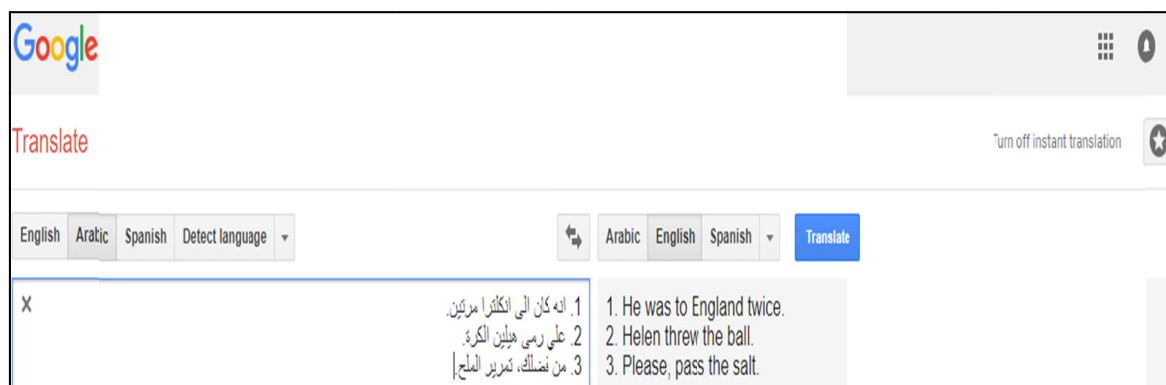 Google
Translate
Turn off instant translation
English Arabic Spanish Detect language
Arabic English Spanish Translate
1. انه كان الى انكلترا مرتين.
2. علي رمى هيلين الكرة.
3. من فضلك، تمرير الملح.
1. He was to England twice.
2. Helen threw the ball.
3. Please, pass the salt.